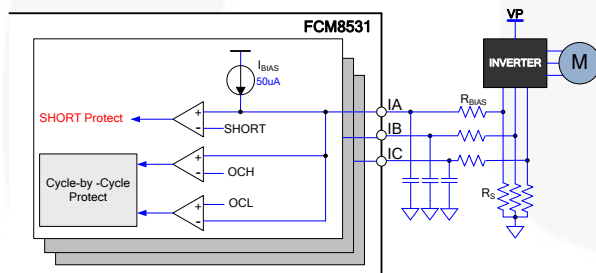 FCM8531
VP
INVERTER
M
IBIAS
50uA
SHORT Protect
+
-
SHORT
IA
RBIAS
IB
IC
Cycle-by -Cycle
Protect
+
-
OCH
+
-
OCL
RS